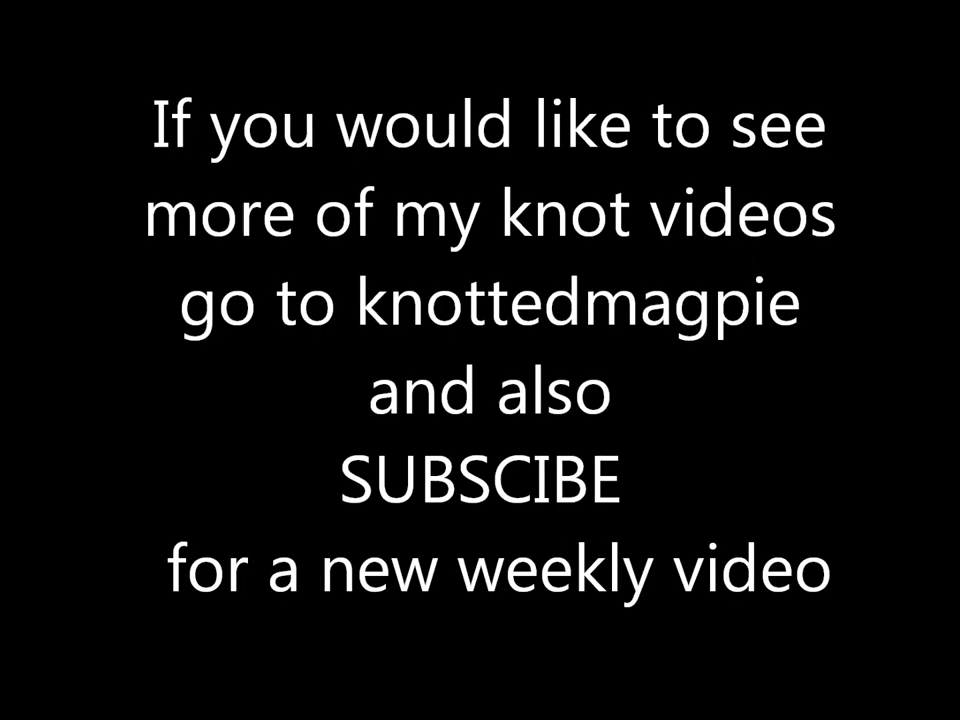 If you would like to see
more of my knot videos
go to knottedmagpie
and also
SUBSCIBE
for a new weekly video